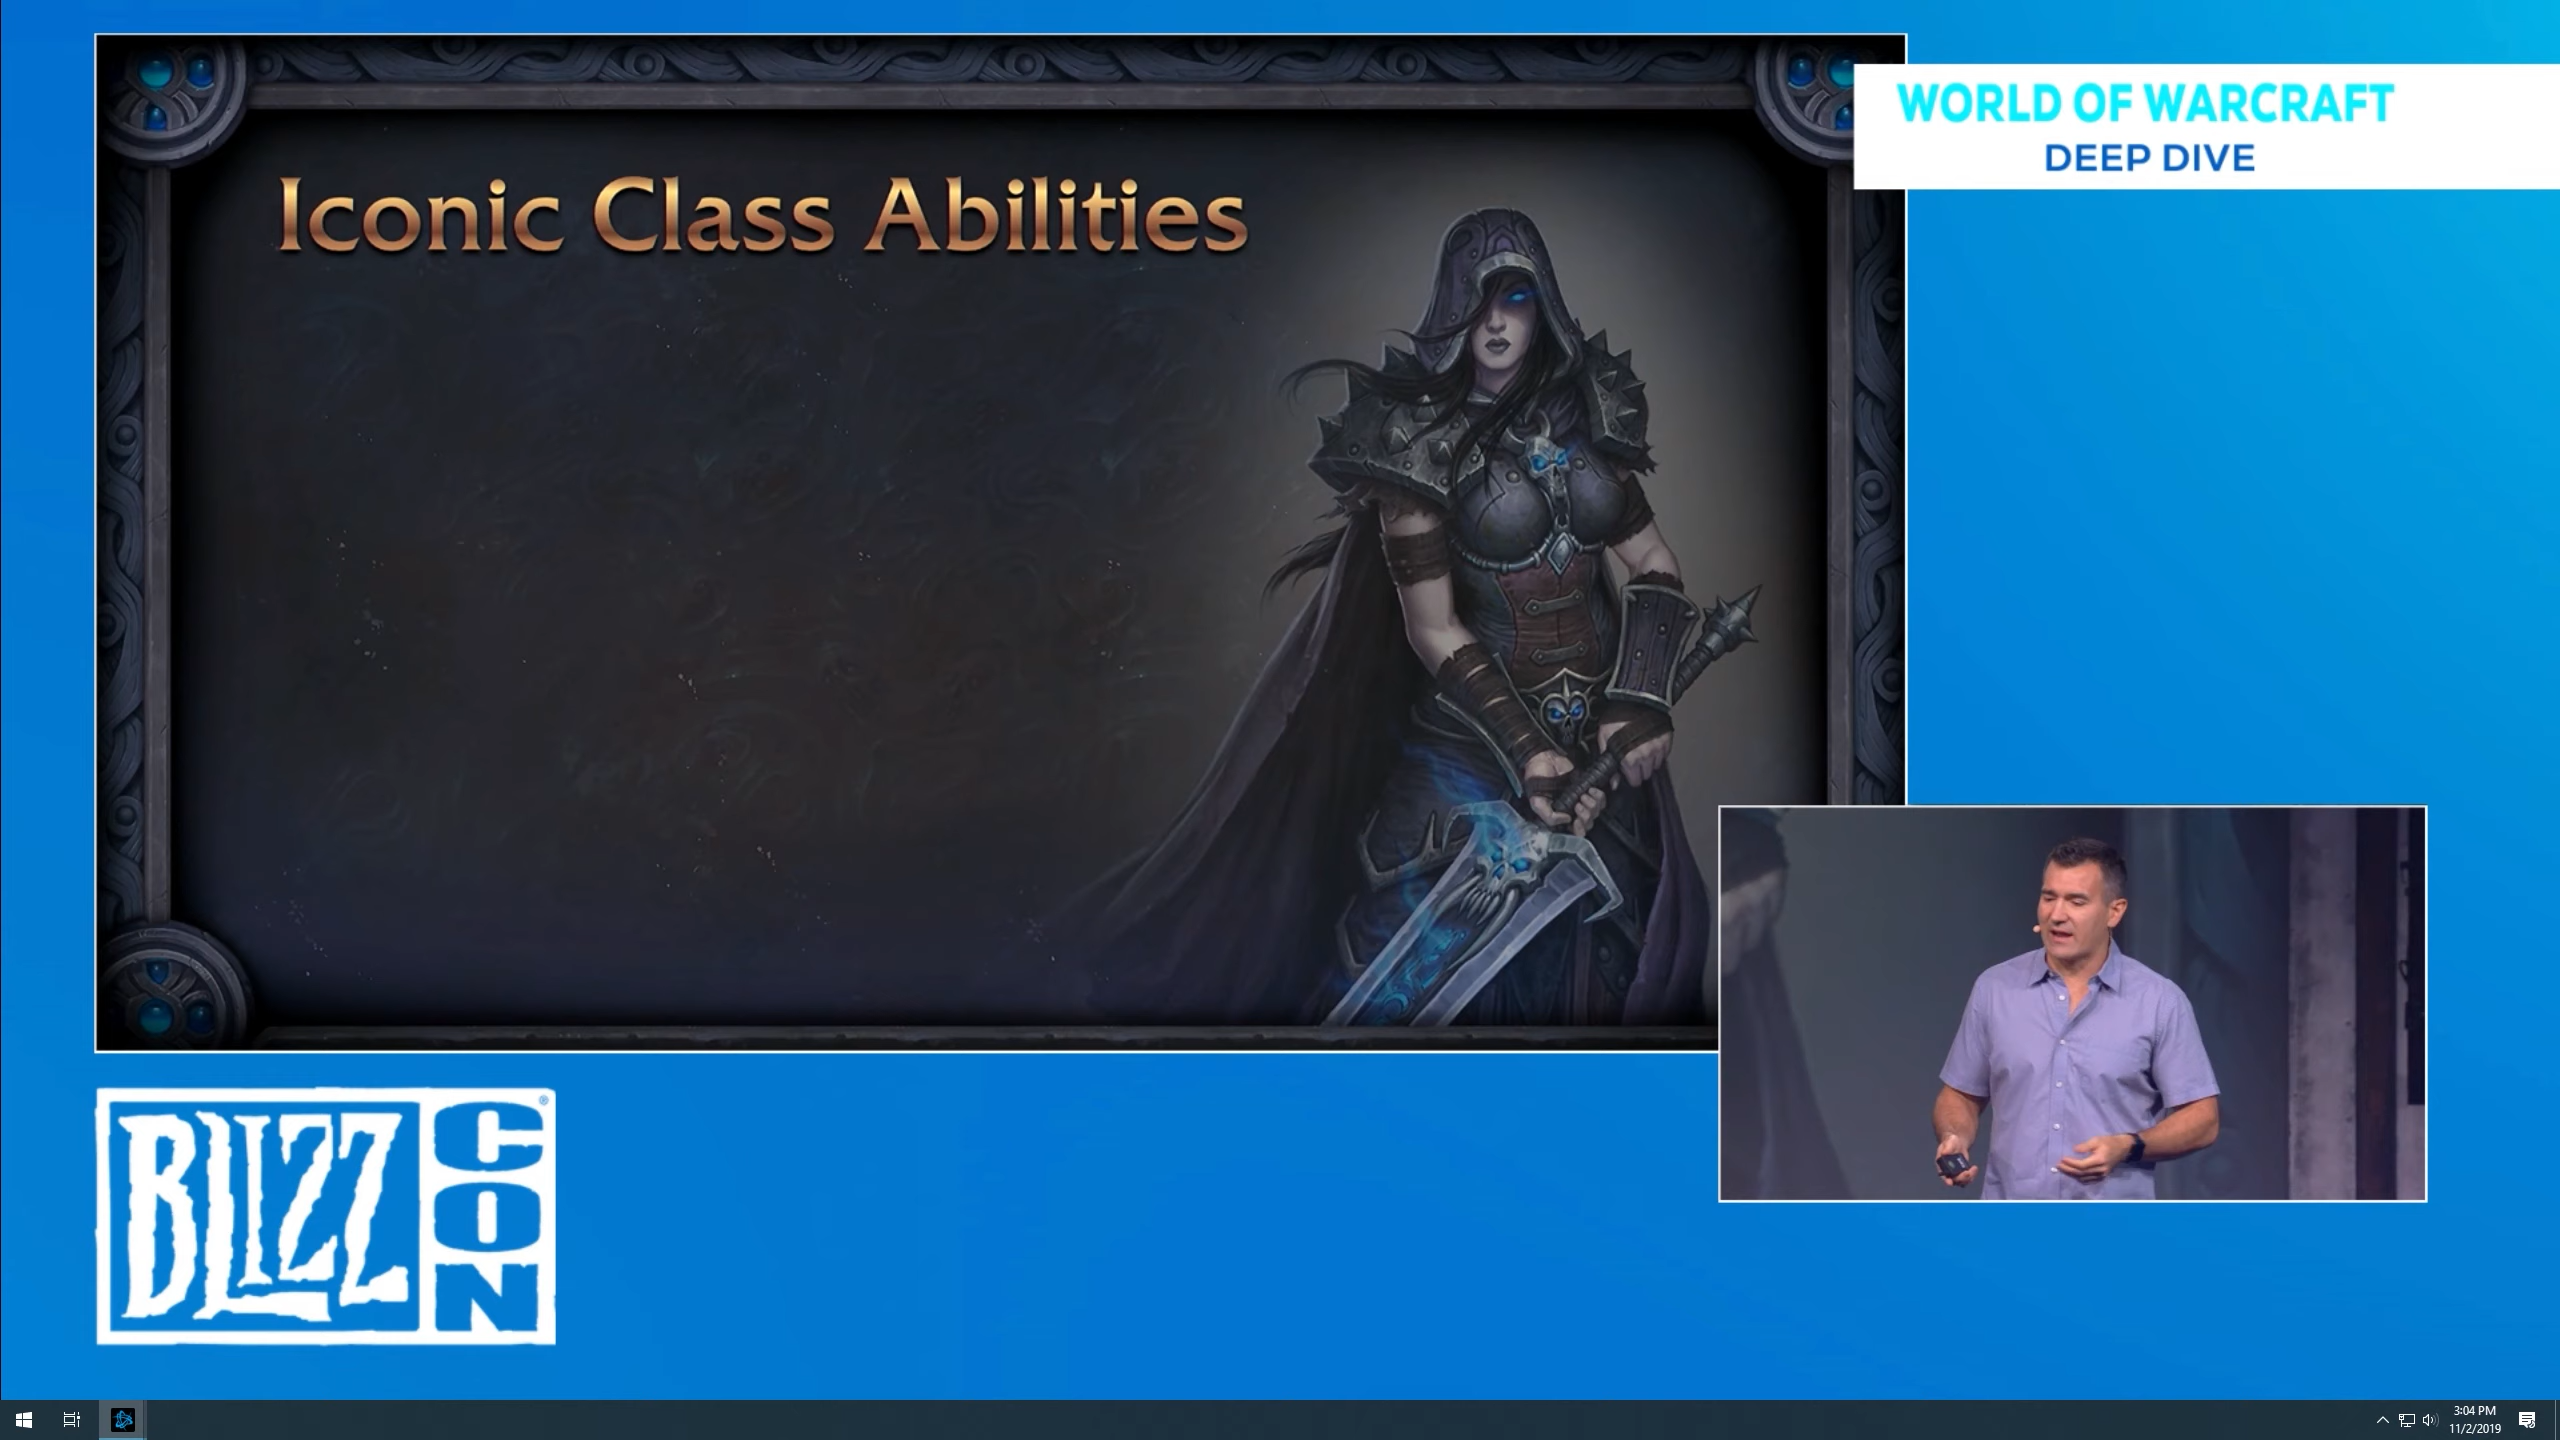 WORLD OF WARCRAFT
DEEP DIVE
Iconic Class Abilities
BLIZZ
CON
®
3:04 PM
11/2/2019